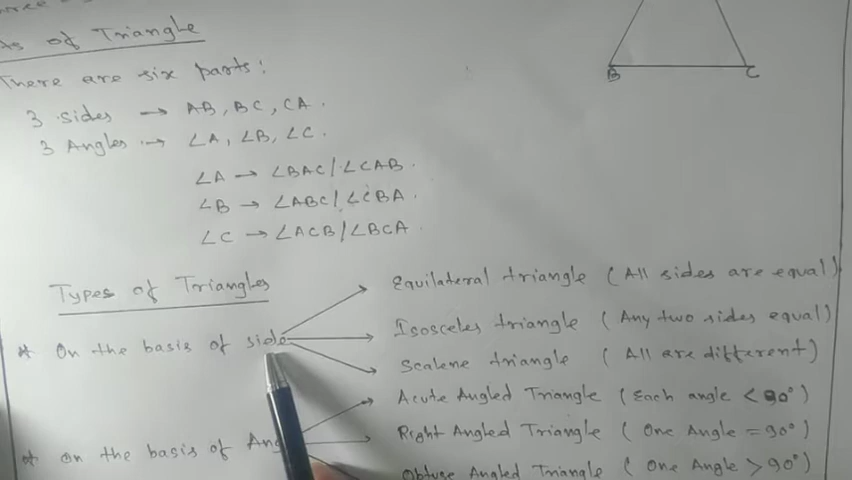 of Triangle
There are six parts:
B C
3 sides → AB, BC, CA.
3 Angles → ∠A, ∠B, ∠C.
∠A → ∠BAC / ∠CAB.
∠B → ∠ABC / ∠CBA.
∠C → ∠ACB / ∠BCA
Types of Triangles
* On the basis of side
Equilateral triangle (All sides are equal)
Isosceles triangle (Any two sides equal)
Scalene triangle (All are different)
* On the basis of Ang
Acute Angled Triangle (Each angle < 90°)
Right Angled Triangle (One Angle = 90°)
Obtuse Angled Triangle (One Angle > 90°)